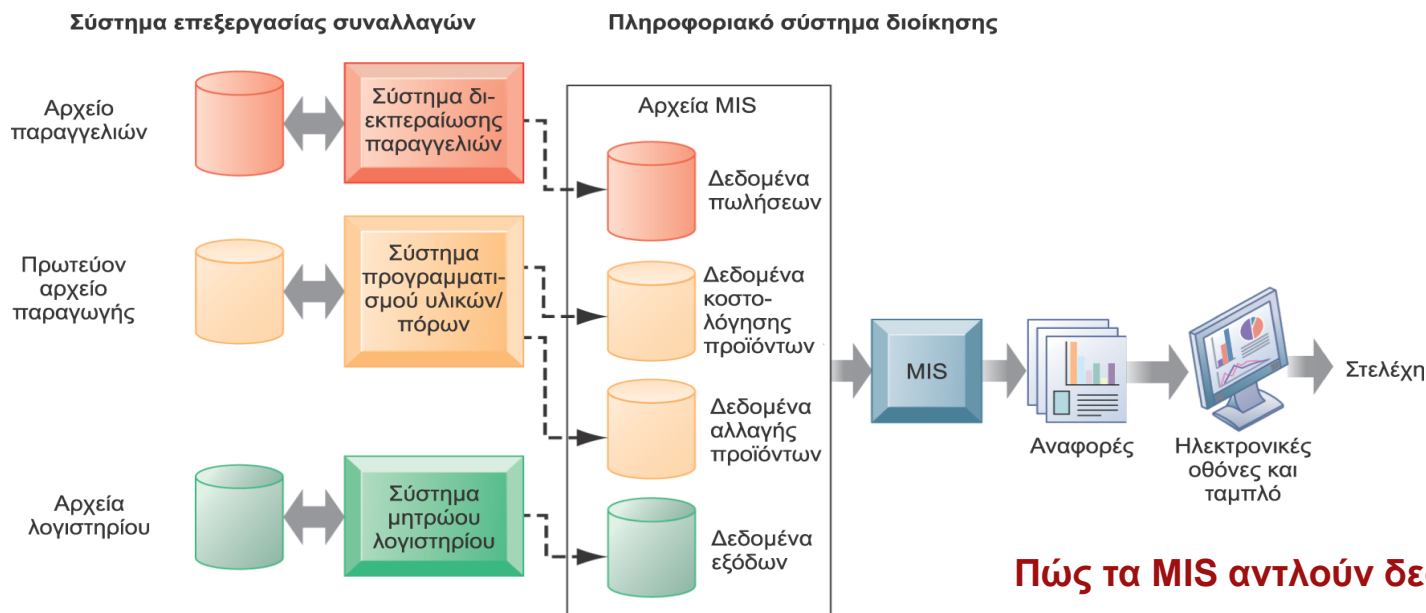 Σύστημα επεξεργασίας συναλλαγών
Πληροφοριακό σύστημα διοίκησης
Αρχείο
παραγγελιών
Σύστημα δι-
εκπεραίωσης
παραγγελιών
Αρχεία MIS
Δεδομένα
πωλήσεων
Πρωτεύον
αρχείο
παραγωγής
Σύστημα
προγραμματι-
σμού υλικών/
πόρων
Δεδομένα
κοστο-
λόγησης
προϊόντων
Δεδομένα
αλλαγής
προϊόντων
Αρχεία
λογιστηρίου
Σύστημα
μητρώου
λογιστηρίου
Δεδομένα
εξόδων
MIS
Αναφορές
Ηλεκτρονικές
οθόνες και
ταμπλό
Στελέχη
Πώς τα MIS αντλούν